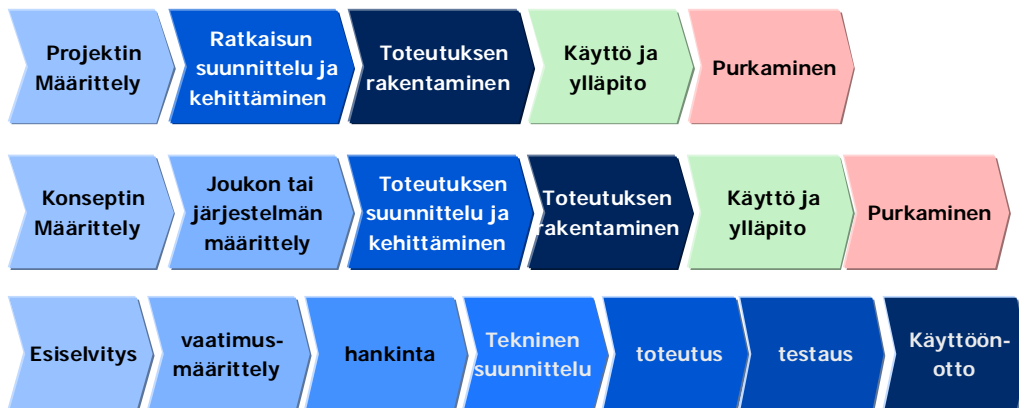 Projektin
Määrittely
Ratkaisun
suunnittelu ja
kehittäminen
Toteutuksen
rakentaminen
Käyttö ja
ylläpito
Purkaminen
Konseptin
Määrittely
Joukon tai
järjestelmän
määrittely
Toteutuksen
suunnittelu ja
kehittäminen
Toteutuksen
rakentaminen
Käyttö ja
ylläpito
Purkaminen
Esiselvitys
vaatimus-
määrittely
hankinta
Tekninen
suunnittelu
toteutus
testaus
Käyttöön-
otto